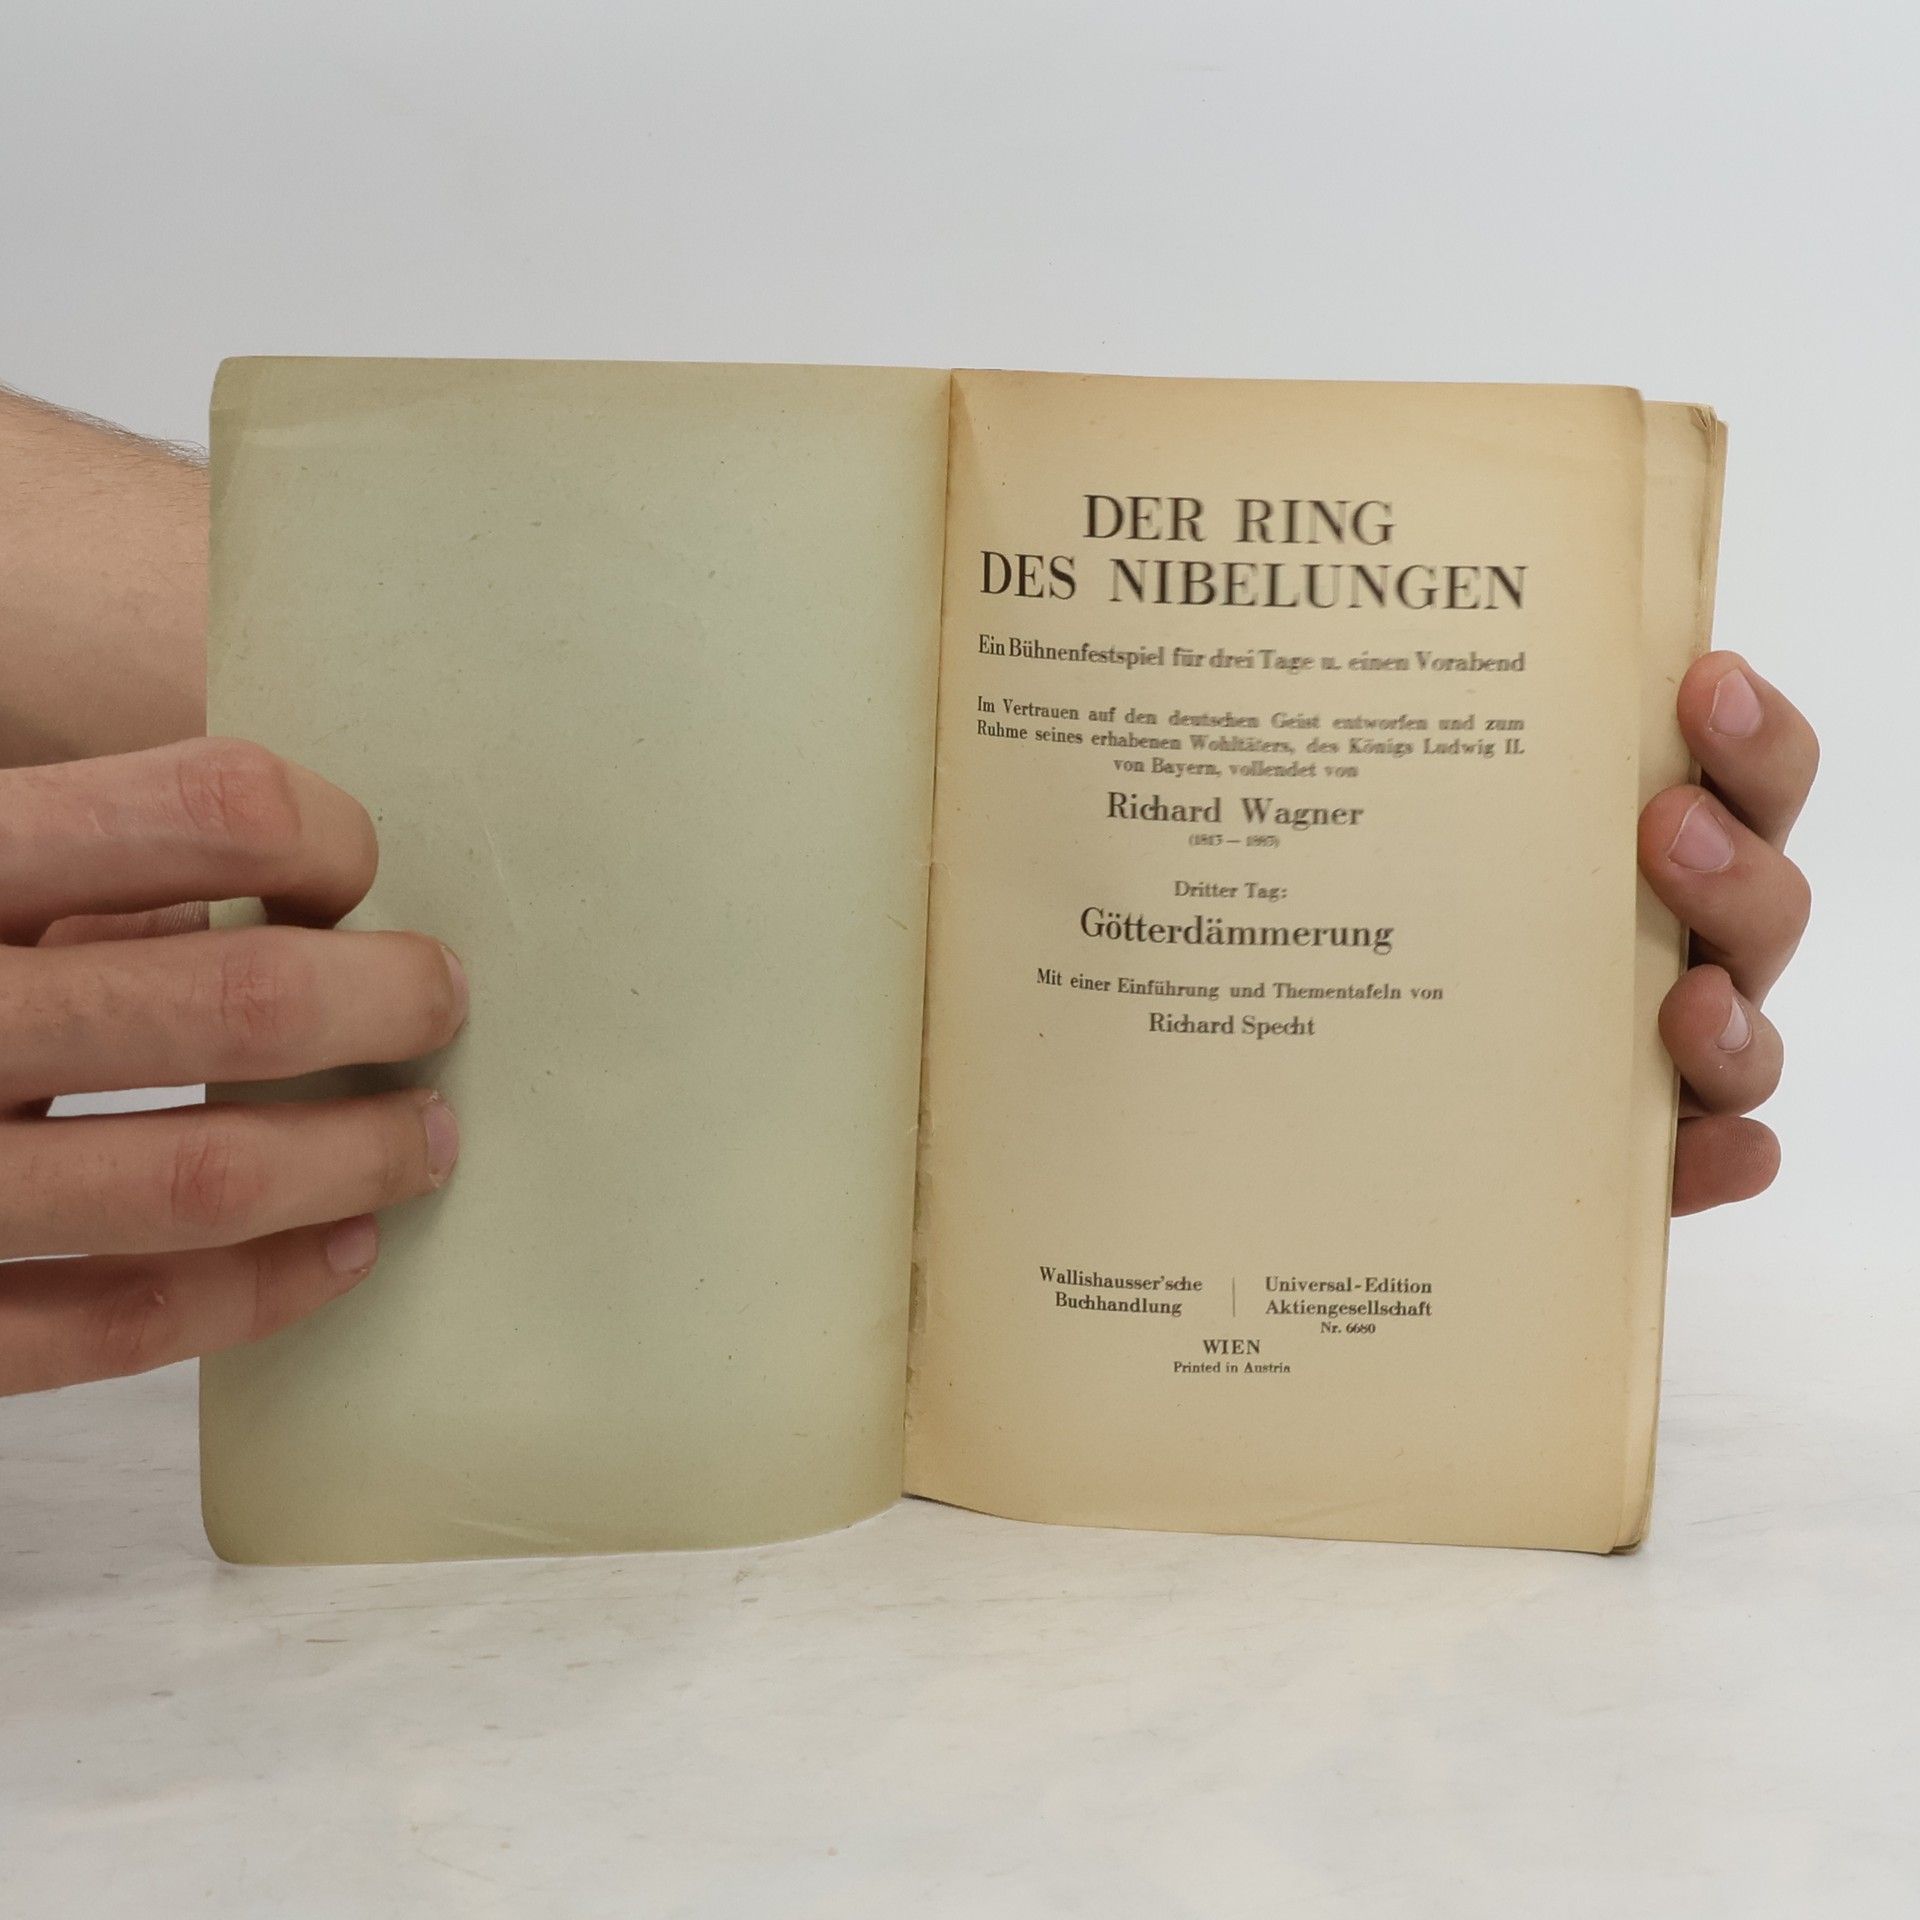 DER RING
DES NIBELUNGEN
Ein Bühnenfestspiel für drei Tage u. einen Vorabend
Im Vertrauen auf den deutschen Geist entworfen und zum
Ruhme seines erhabenen Wohltäters, des Königs Ludwig II.
von Bayern, vollendet von
Richard Wagner
(1813 — 1883)
Dritter Tag:
Götterdämmerung
Mit einer Einführung und Thementafeln von
Richard Specht
Wallishausser'sche
Buchhandlung
Universal-Edition
Aktiengesellschaft
Nr. 6680
WIEN
Printed in Austria